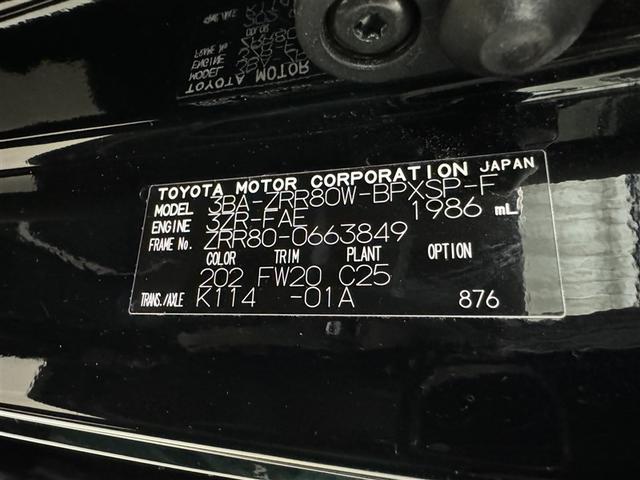 TOYOTA MOTOR CORPORATION JAPAN
MODEL 3BA-ZRR80W-BPXSP-F
ENGINE 3ZR-FAE 1986 mL
FRAME No. ZRR80-0663849
COLOR TRIM PLANT OPTION
202 FW20 C25
TRANS./AXLE K114 -01A 876